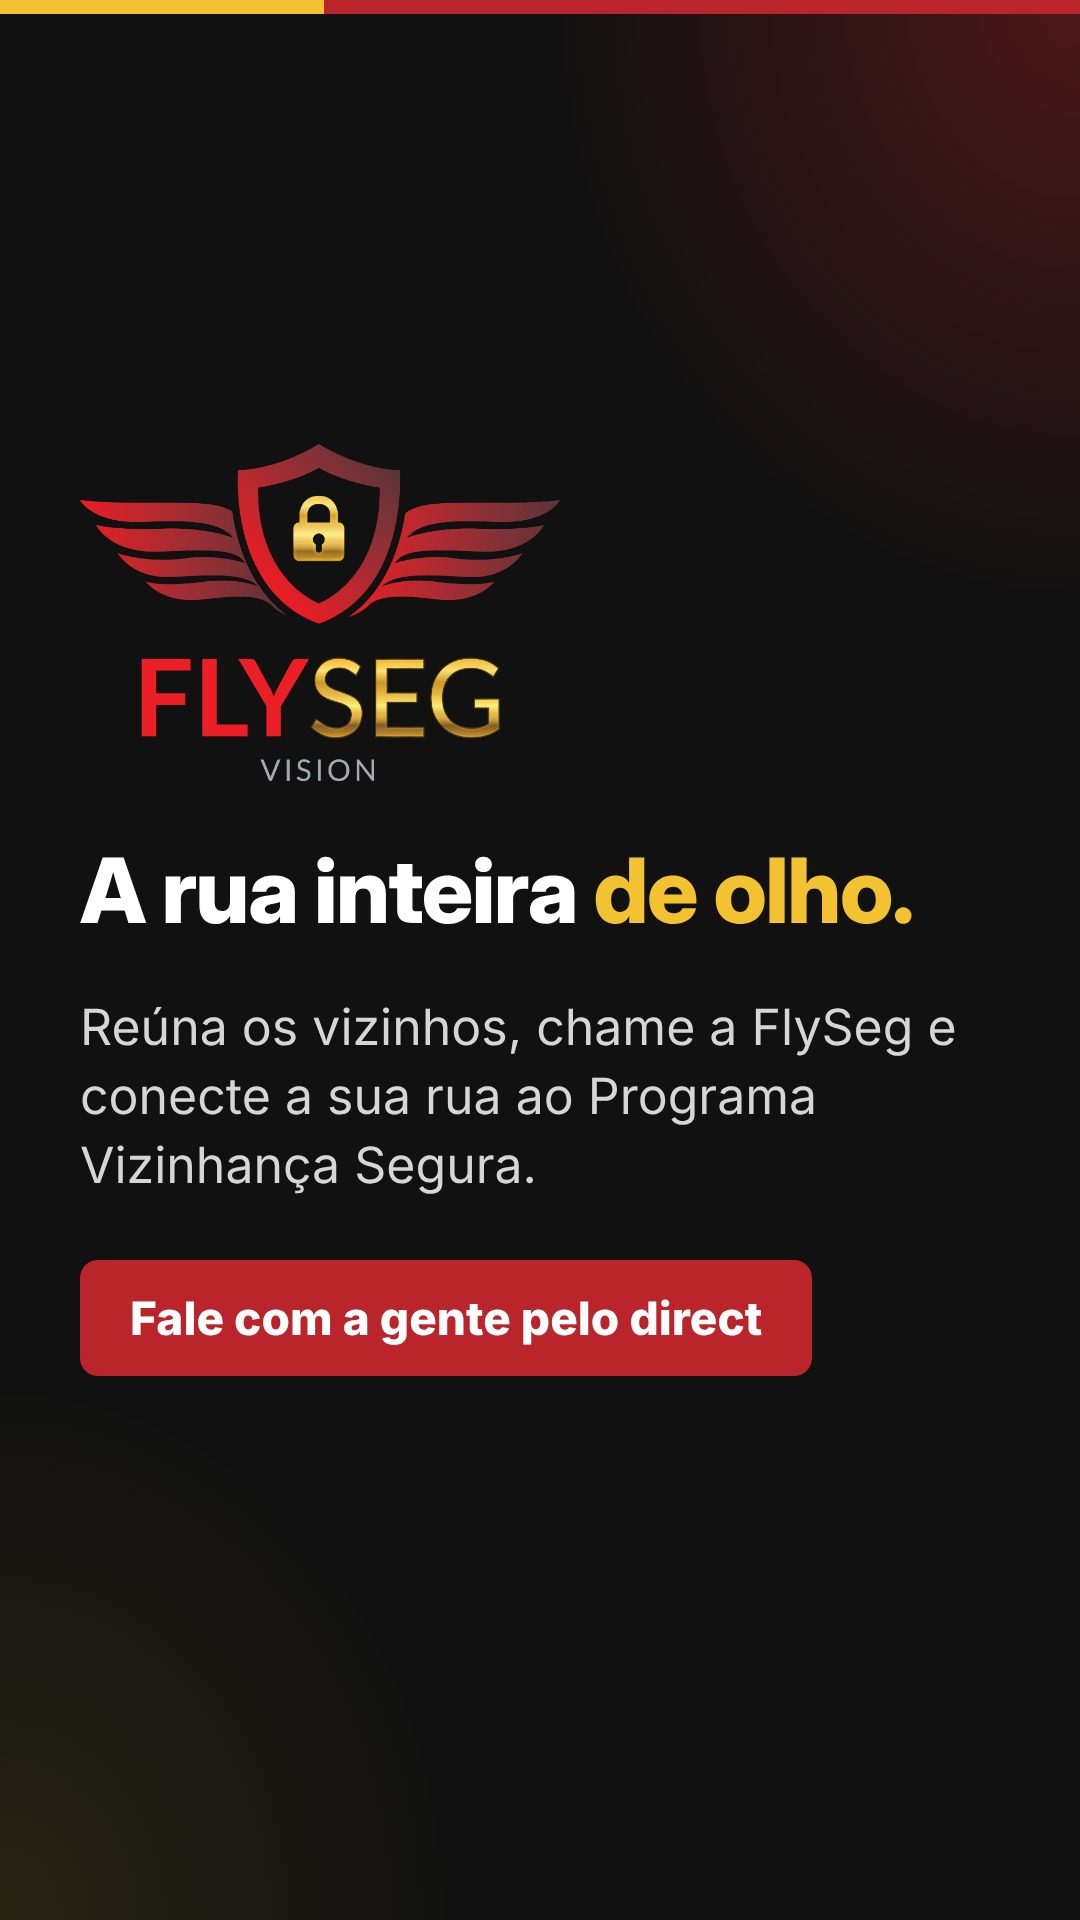 FLYSEG
VISION
A rua inteira de olho.
Reúna os vizinhos, chame a FlySeg e
conecte a sua rua ao Programa
Vizinhança Segura.
Fale com a gente pelo direct